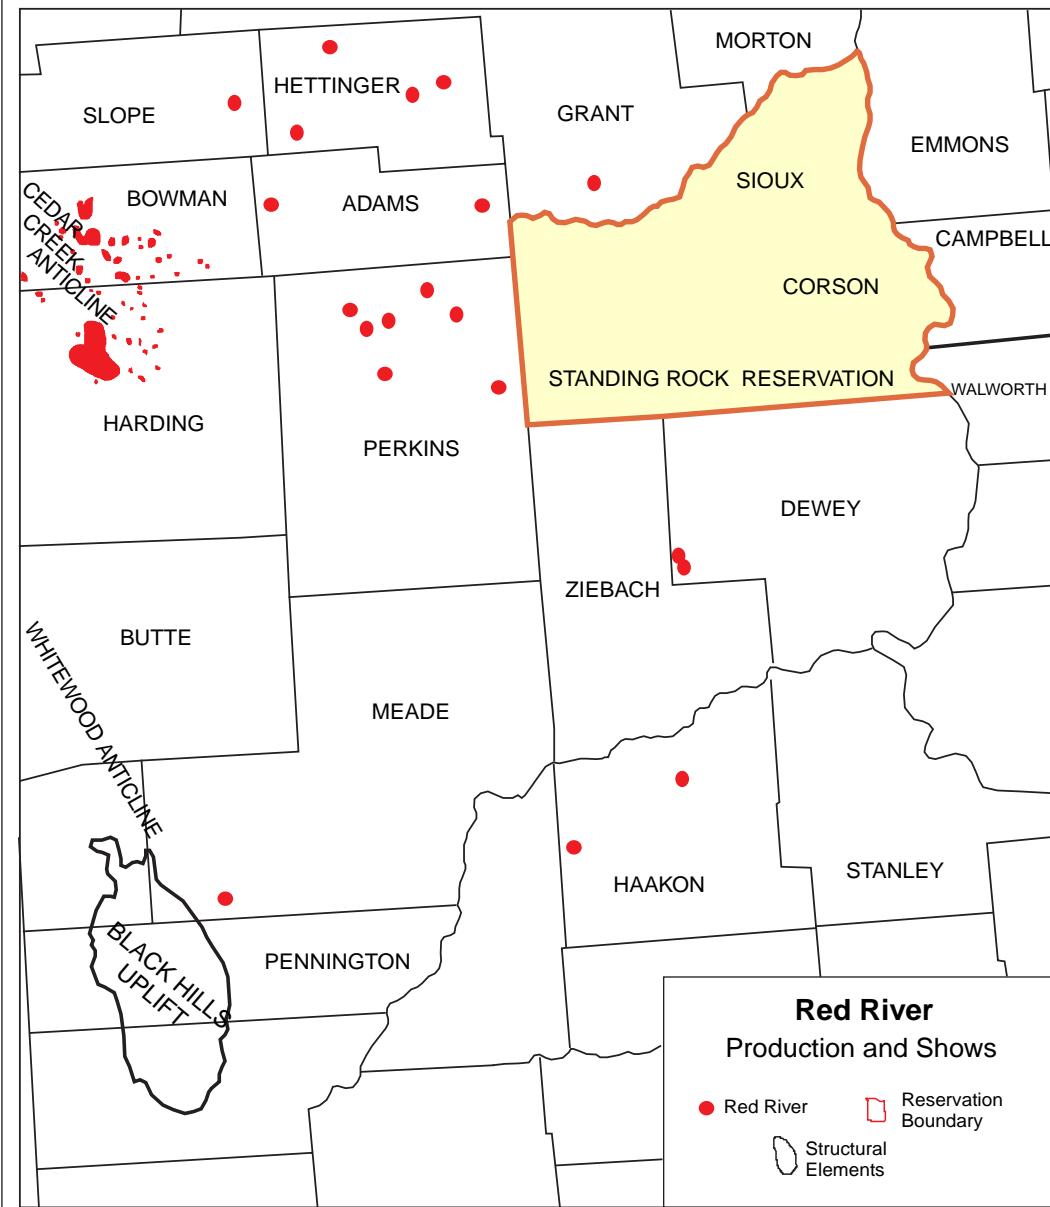 MORTON
HETTINGER
SLOPE
GRANT
EMMONS
SIOUX
BOWMAN
ADAMS
CEDAR
CREEK
ANTICLINE
CAMPBELL
CORSON
STANDING ROCK RESERVATION
WALWORTH
HARDING
PERKINS
DEWEY
ZIEBACH
BUTTE
WHITEWOOD ANTICLINE
MEADE
HAAKON
STANLEY
BLACK HILLS
UPLIFT
PENNINGTON
Red River
Production and Shows
Red River
Reservation
Boundary
Structural
Elements